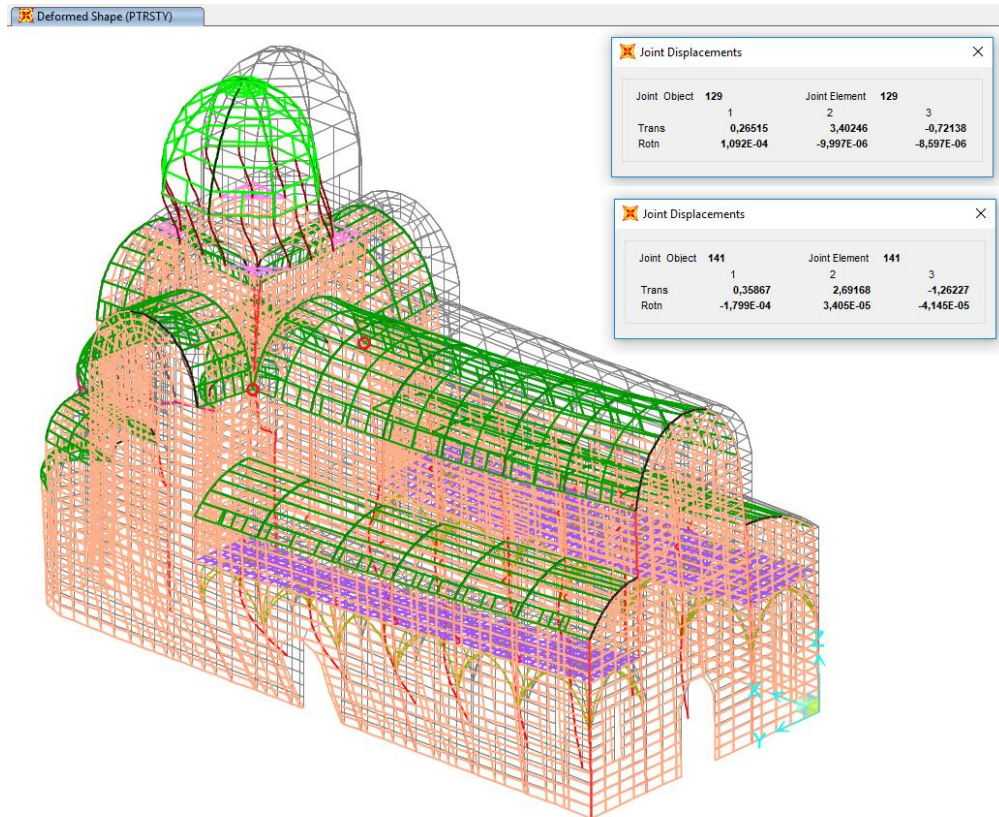 Deformed Shape (PTRSTY)
Joint Displacements
Joint Object 129 Joint Element 129
1 2 3
Trans 0,26515 3,40246 -0,72138
Rotn 1,092E-04 -9,997E-06 -8,597E-06
Joint Displacements
Joint Object 141 Joint Element 141
1 2 3
Trans 0,35867 2,69168 -1,26227
Rotn -1,799E-04 3,405E-05 -4,145E-05
Z
X
Y